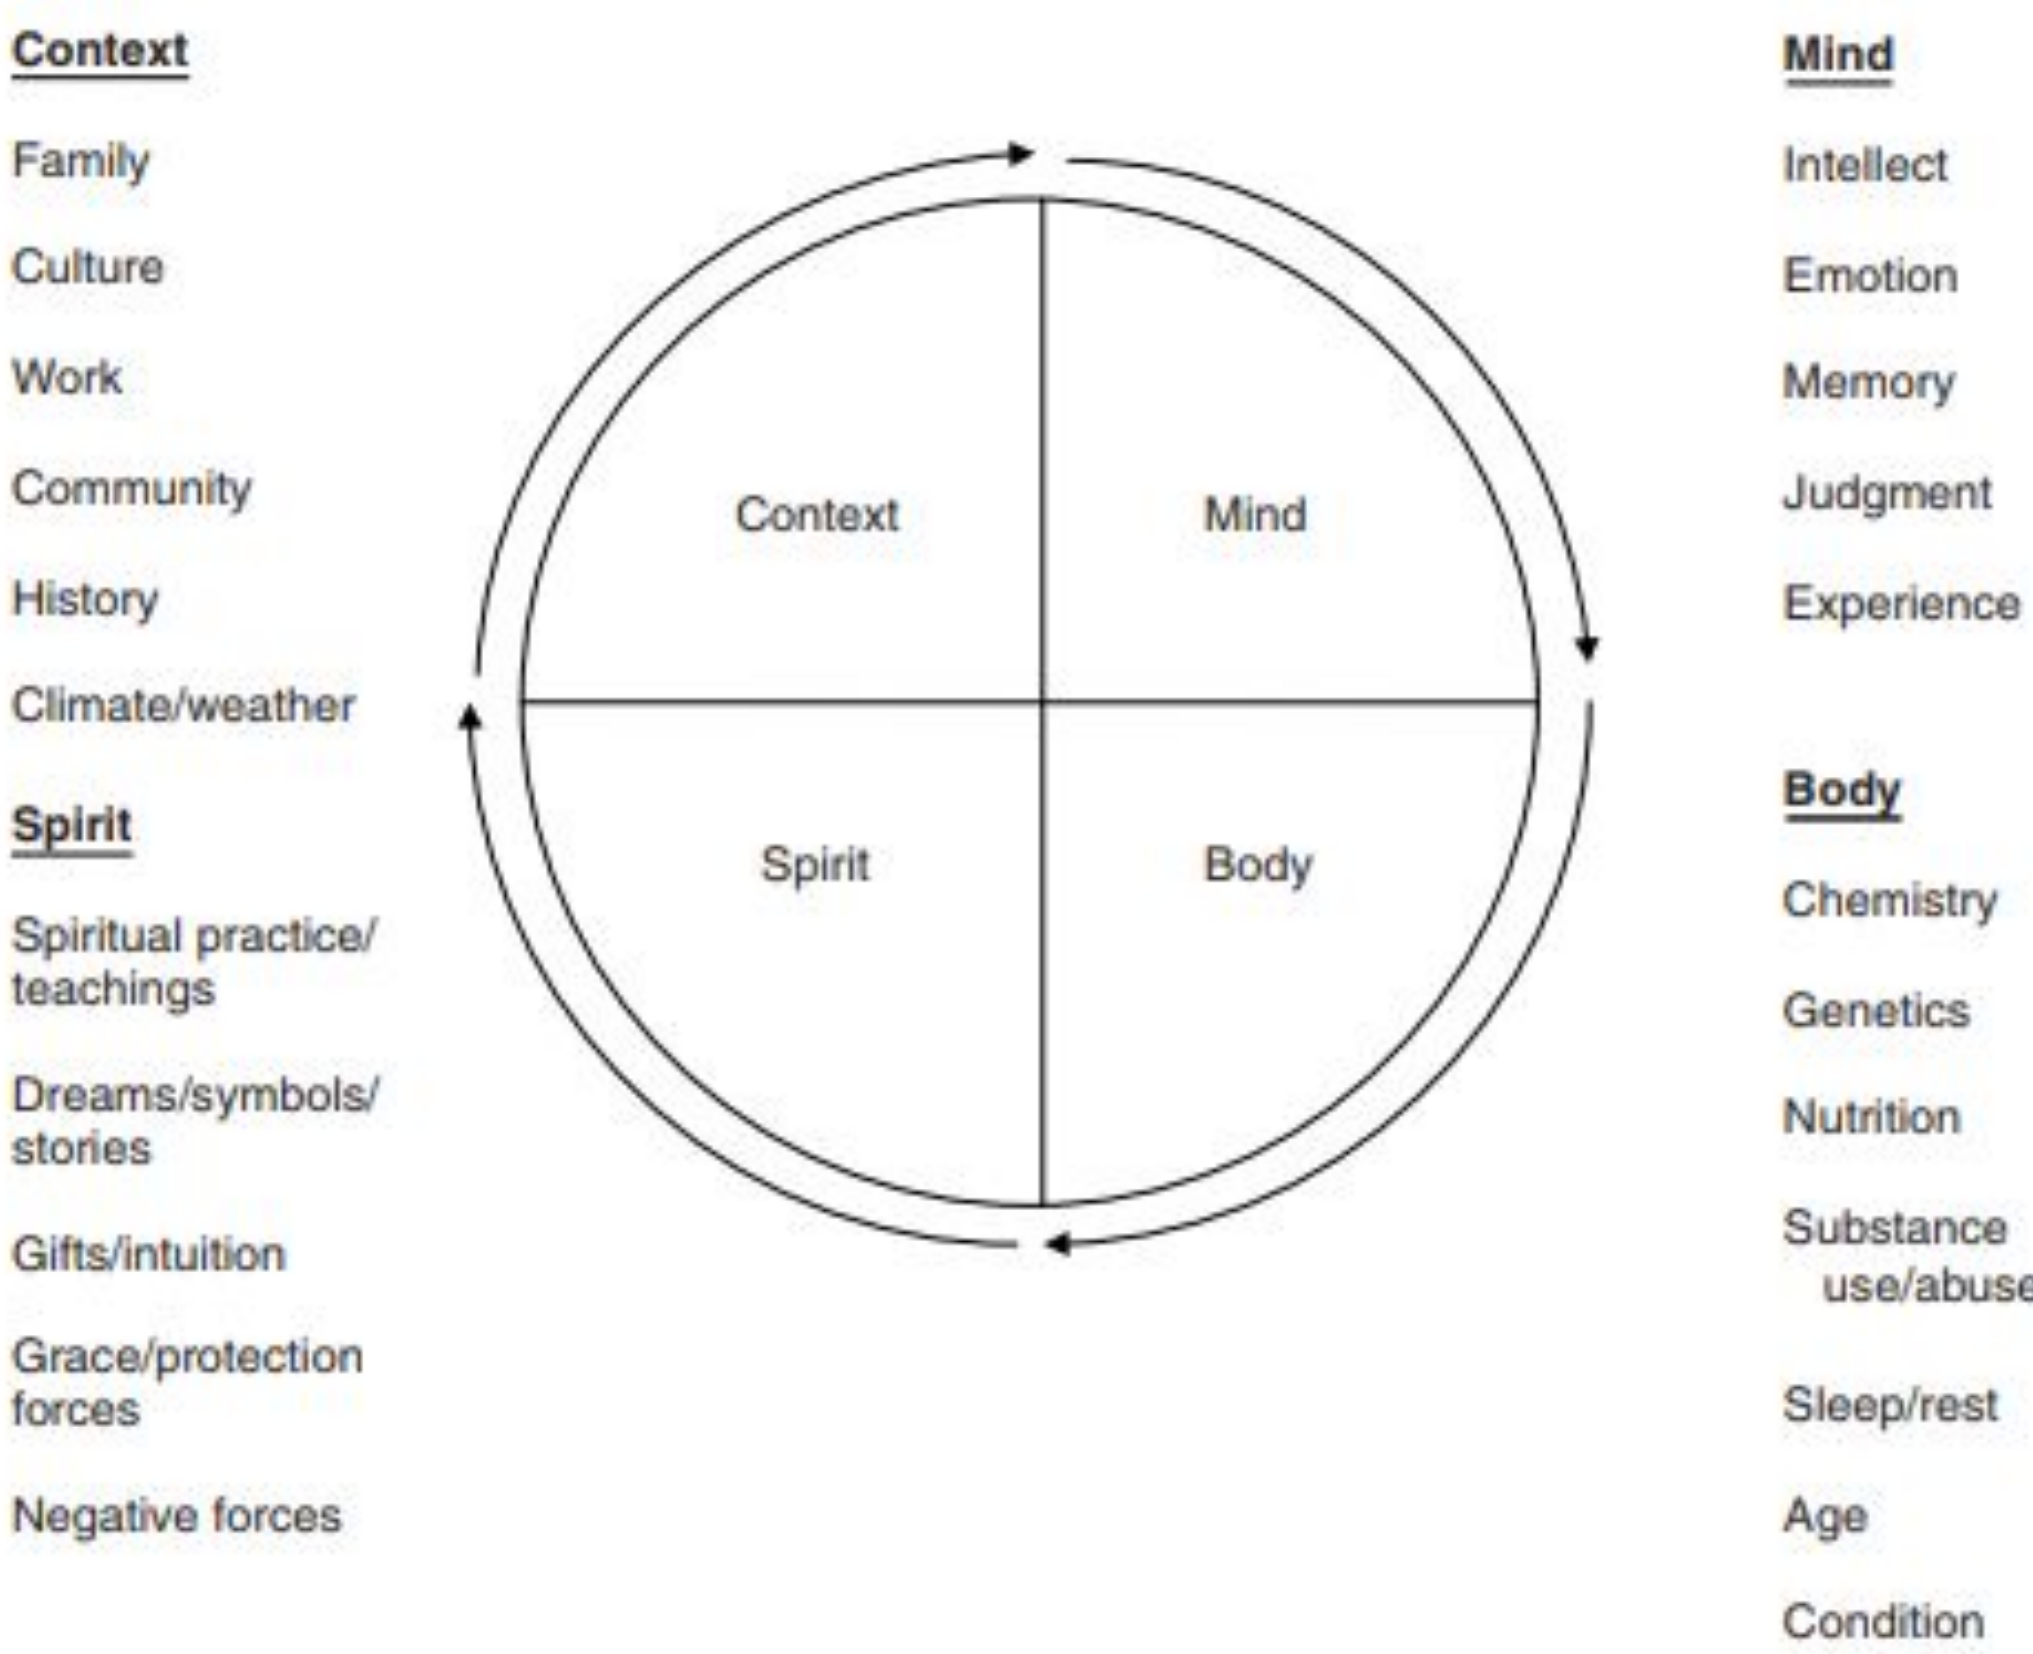 Context
Family
Culture
Work
Community
History
Climate/weather
Spirit
Spiritual practice/
teachings
Dreams/symbols/
stories
Gifts/intuition
Grace/protection
forces
Negative forces
Context
Mind
Spirit
Body
Mind
Intellect
Emotion
Memory
Judgment
Experience
Body
Chemistry
Genetics
Nutrition
Substance
use/abuse
Sleep/rest
Age
Condition